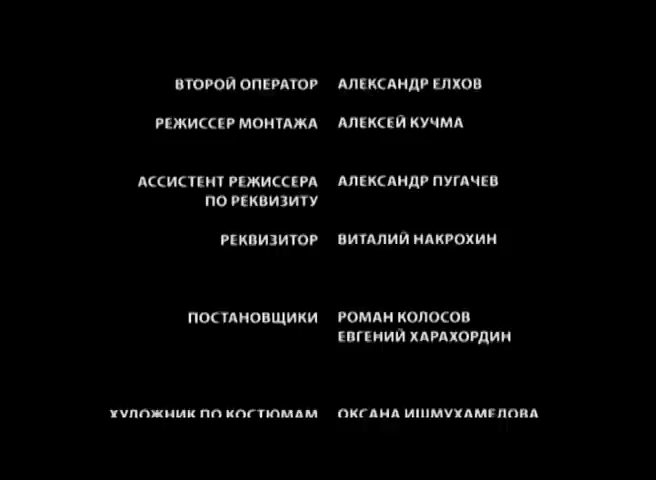 ВТОРОЙ ОПЕРАТОР АЛЕКСАНДР ЕЛХОВ
РЕЖИССЕР МОНТАЖА АЛЕКСЕЙ КУЧМА
АССИСТЕНТ РЕЖИССЕРА АЛЕКСАНДР ПУГАЧЕВ
ПО РЕКВИЗИТУ
РЕКВИЗИТОР ВИТАЛИЙ НАКРОХИН
ПОСТАНОВЩИКИ РОМАН КОЛОСОВ
ЕВГЕНИЙ ХАРАХОРДИН
ХУДОЖНИК ПО КОСТЮМАМ ОКСАНА ИШМУХАМЕДОВА